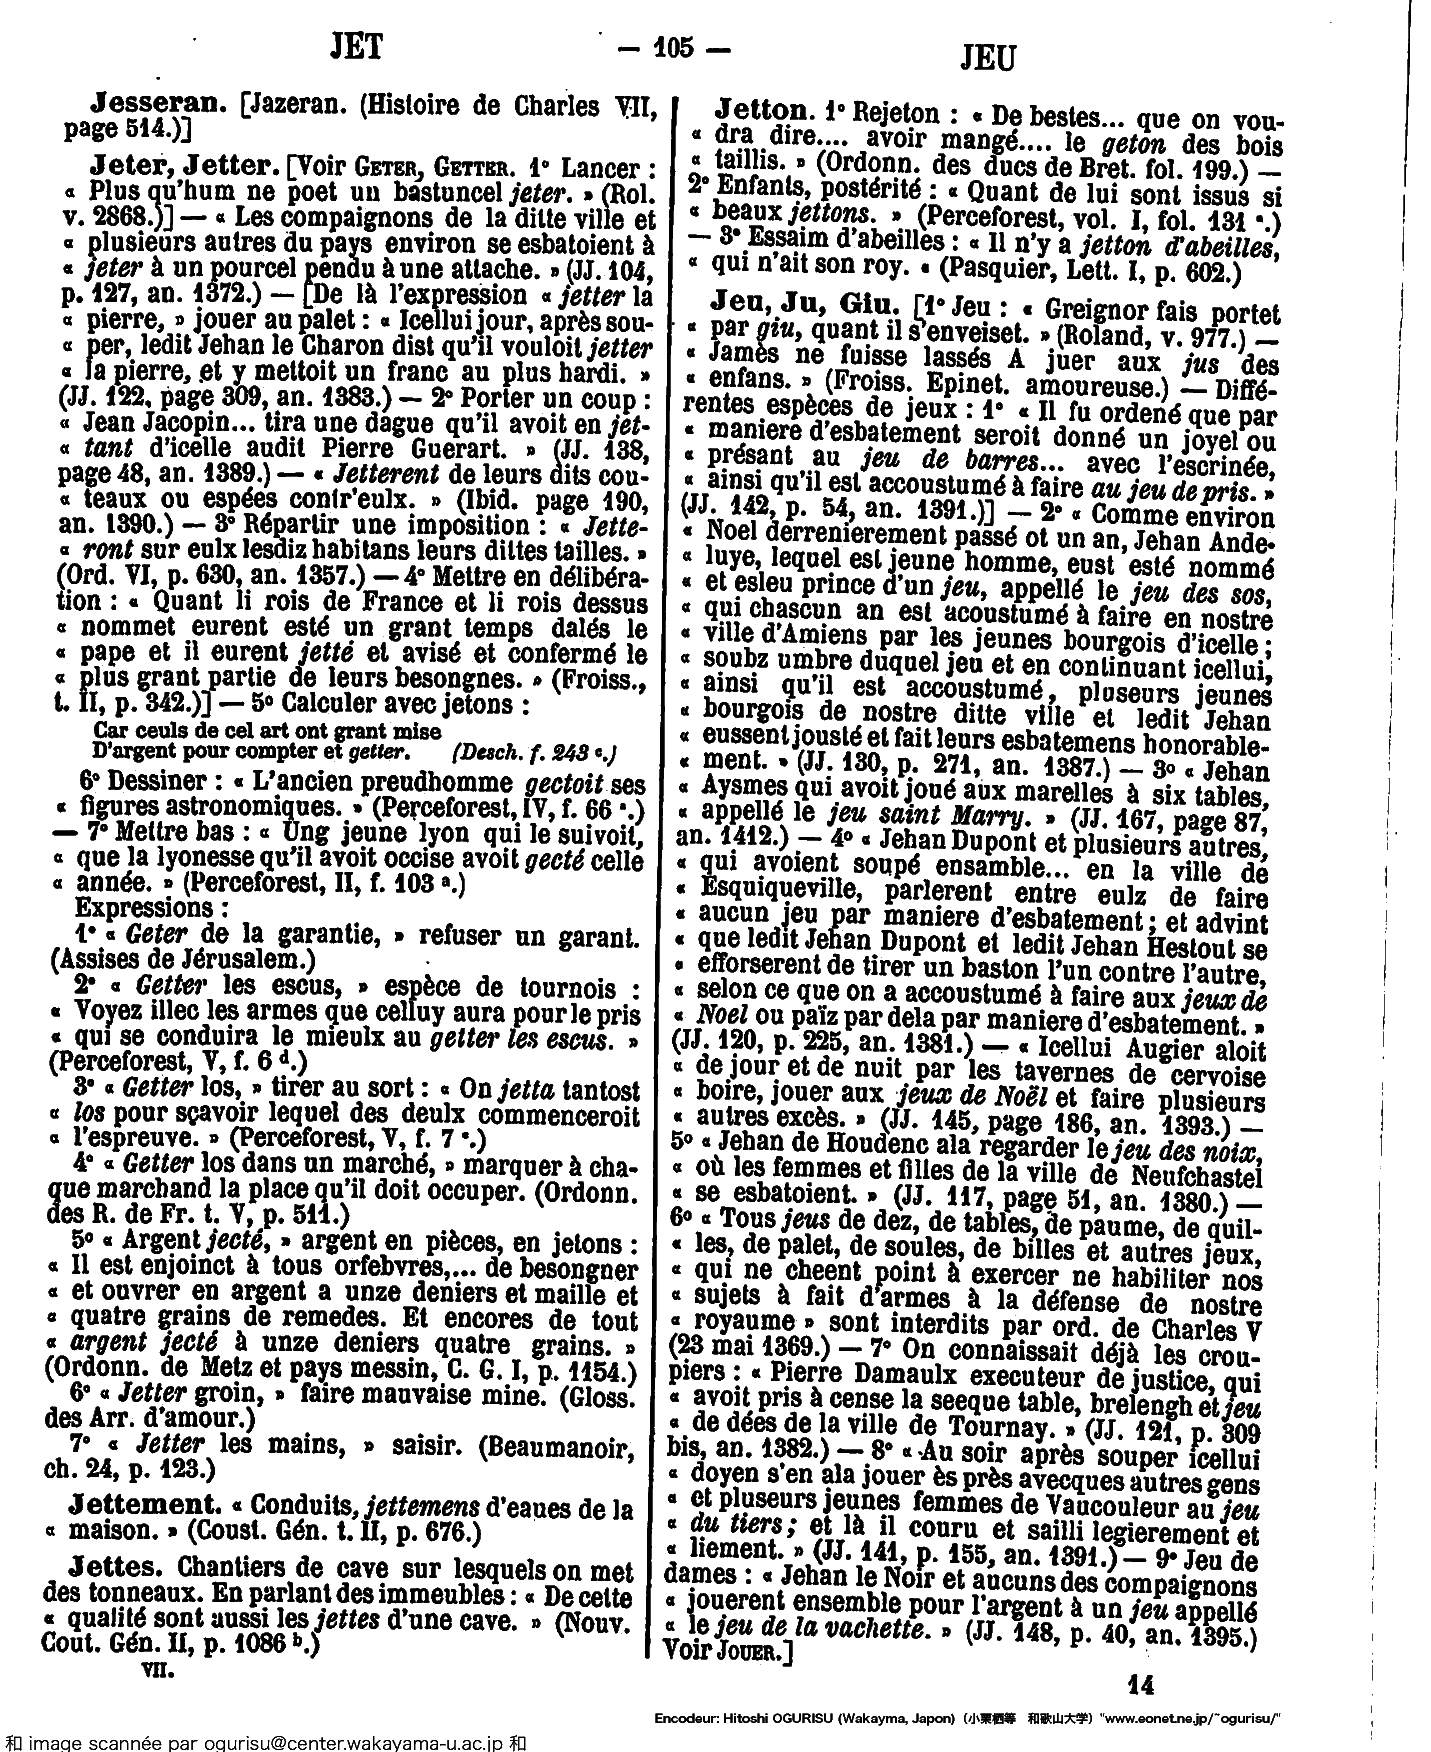 JET
— 105 —
JEU
Jesseran. [Jazeran. (Histoire de Charles VII,
page 514.)]
Jeter, Jetter. [Voir GETER, GETTER. 1° Lancer :
« Plus qu'hum ne poet un bastuncel jeter. » (Rol.
v. 2868.)] — « Les compaignons de la ditte ville et
« plusieurs autres du pays environ se esbatoient à
« jeter à un pourcel pendu à une attache. » (JJ. 104,
p. 127, an. 1372.) — [De là l'expression « jetter la
« pierre, » jouer au palet : « Icellui jour, après sou-
« per, ledit Jehan le Charon dist qu'il vouloit jetter
« la pierre, et y mettoit un franc au plus hardi. »
(JJ. 122, page 309, an. 1383.) — 2° Porter un coup :
« Jean Jacopin... tira une dague qu'il avoit en jet-
« tant d'icelle audit Pierre Guerart. » (JJ. 138,
page 48, an. 1389.) — « Jetterent de leurs dits cou-
« teaux ou espées contr'eulx. » (Ibid. page 190,
an. 1390.) — 3° Répartir une imposition : « Jette-
« ront sur eulx lesdiz habitans leurs dittes tailles. »
(Ord. VI, p. 630, an. 1357.) — 4° Mettre en délibéra-
tion : « Quant li rois de France et li rois dessus
« nommet eurent esté un grant temps dalés le
« pape et il eurent jetté et avisé et confermé le
« plus grant partie de leurs besongnes. » (Froiss.,
t. II, p. 342.)] — 5° Calculer avec jetons :
Car ceuls de cel art ont grant mise
D'argent pour compter et getter. (Desch. f. 243 c.)
6° Dessiner : « L'ancien preudhomme gectoit ses
« figures astronomiques. » (Perceforest, IV, f. 66 a.)
— 7° Mettre bas : « Ung jeune lyon qui le suivoit,
« que la lyonesse qu'il avoit occise avoit gecté celle
« année. » (Perceforest, II, f. 103 a.)
Expressions :
1° « Geter de la garantie, » refuser un garant.
(Assises de Jérusalem.)
2° « Getter les escus, » espèce de tournois :
« Voyez illec les armes que celluy aura pour le pris
« qui se conduira le mieulx au getter les escus. »
(Perceforest, V, f. 6 d.)
3° « Getter los, » tirer au sort : « On jetta tantost
« los pour sçavoir lequel des deulx commenceroit
« l'espreuve. » (Perceforest, V, f. 7 .)
4° « Getter los dans un marché, » marquer à cha-
que marchand la place qu'il doit occuper. (Ordonn.
des R. de Fr. t. V, p. 511.)
5° « Argent jecté, » argent en pièces, en jetons :
« Il est enjoinct à tous orfebvres,... de besongner
« et ouvrer en argent a unze deniers et maille et
« quatre grains de remedes. Et encores de tout
« argent jecté à unze deniers quatre grains. »
(Ordonn. de Metz et pays messin, C. G. I, p. 1154.)
6° « Jetter groin, » faire mauvaise mine. (Gloss.
des Arr. d'amour.)
7° « Jetter les mains, » saisir. (Beaumanoir,
ch. 24, p. 123.)
Jettement. « Conduits, jettemens d'eaues de la
« maison. » (Coust. Gén. t. II, p. 676.)
Jettes. Chantiers de cave sur lesquels on met
des tonneaux. En parlant des immeubles : « De cette
« qualité sont aussi les jettes d'une cave. » (Nouv.
Cout. Gén. II, p. 1086 b.)
VII.
Jetton. 1° Rejeton : « De bestes... que on vou-
« dra dire.... avoir mangé.... le geton des bois
« taillis. » (Ordonn. des ducs de Bret. fol. 199.) —
2° Enfants, postérité : « Quant de lui sont issus si
« beaux jettons. » (Perceforest, vol. I, fol. 131 .)
— 3° Essaim d'abeilles : « Il n'y a jetton d'abeilles,
« qui n'ait son roy. « (Pasquier, Lett. I, p. 602.)
Jeu, Ju, Giu. [1° Jeu : « Greignor fais portet
« par giu, quant il s'enveiset. » (Roland, v. 977.) —
« James ne fuisse lassés A juer aux jus des
« enfans. » (Froiss. Epinet. amoureuse.) — Diffé-
rentes espèces de jeux : 1° « Il fu ordené que par
« maniere d'esbatement seroit donné un joyel ou
« présant au jeu de barres... avec l'escrinée,
« ainsi qu'il est accoustumé à faire au jeu de pris. »
(JJ. 142, p. 54, an. 1391.)] — 2° « Comme environ
« Noel derrenierement passé ot un an, Jehan Ande-
« luye, lequel est jeune homme, eust esté nommé
« et esleu prince d'un jeu, appellé le jeu des sos,
« qui chascun an est acoustumé à faire en nostre
« ville d'Amiens par les jeunes bourgois d'icelle ;
« soubz umbre duquel jeu et en continuant icellui,
« ainsi qu'il est accoustumé, pluseurs jeunes
« bourgois de nostre ditte ville et ledit Jehan
« eussent jousté et fait leurs esbatemens honorable-
« ment. » (JJ. 130, p. 271, an. 1387.) — 3° « Jehan
« Aysmes qui avoit joué aux marelles à six tables,
« appellé le jeu saint Marry. » (JJ. 167, page 87,
an. 1412.) — 4° « Jehan Dupont et plusieurs autres,
« qui avoient soupé ensamble... en la ville de
« Esquiqueville, parlerent entre eulz de faire
« aucun jeu par maniere d'esbatement ; et advint
« que ledit Jehan Dupont et ledit Jehan Hestout se
« efforserent de tirer un baston l'un contre l'autre,
« selon ce que on a accoustumé à faire aux jeux de
« Noel ou païz par dela par maniere d'esbatement. »
(JJ. 120, p. 225, an. 1381.) — « Icellui Augier aloit
« de jour et de nuit par les tavernes de cervoise
« boire, jouer aux jeux de Noël et faire plusieurs
« autres excès. » (JJ. 145, page 186, an. 1393.) —
5° « Jehan de Houdenc ala regarder le jeu des noix,
« où les femmes et filles de la ville de Neufchastel
« se esbatoient. » (JJ. 117, page 51, an. 1380.) —
6° « Tous jeus de dez, de tables, de paume, de quil-
« les, de palet, de soules, de billes et autres jeux,
« qui ne cheent point à exercer ne habiliter nos
« sujets à fait d'armes à la défense de nostre
« royaume » sont interdits par ord. de Charles V
(23 mai 1369.) — 7° On connaissait déjà les crou-
piers : « Pierre Damaulx executeur de justice, qui
« avoit pris à cense la seeque table, brelengh et jeu
« de dées de la ville de Tournay. » (JJ. 121, p. 309
bis, an. 1382.) — 8° « Au soir après souper icellui
« doyen s'en ala jouer ès près avecques autres gens
« et pluseurs jeunes femmes de Vaucouleur au jeu
« du tiers ; et là il couru et sailli legierement et
« liement. » (JJ. 141, p. 155, an. 1391.) — 9° Jeu de
dames : « Jehan le Noir et aucuns des compaignons
« jouerent ensemble pour l'argent à un jeu appellé
« le jeu de la vachette. » (JJ. 148, p. 40, an. 1395.)
Voir JOUER.]
14
Encodeur: Hitoshi OGURISU (Wakayma, Japon) (小栗栖等 和歌山大学) "www.eonet.ne.jp/~ogurisu/"
和 image scannée par ogurisu@center.wakayama-u.ac.jp 和